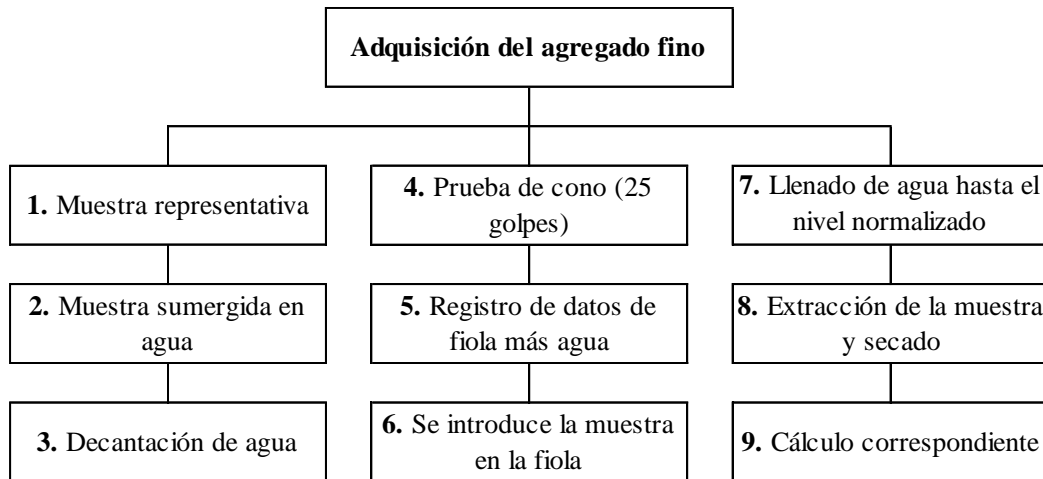 Adquisición del agregado fino
1. Muestra representativa
2. Muestra sumergida en
agua
3. Decantación de agua
4. Prueba de cono (25
golpes)
5. Registro de datos de
fiola más agua
6. Se introduce la muestra
en la fiola
7. Llenado de agua hasta el
nivel normalizado
8. Extracción de la muestra
y secado
9. Cálculo correspondiente